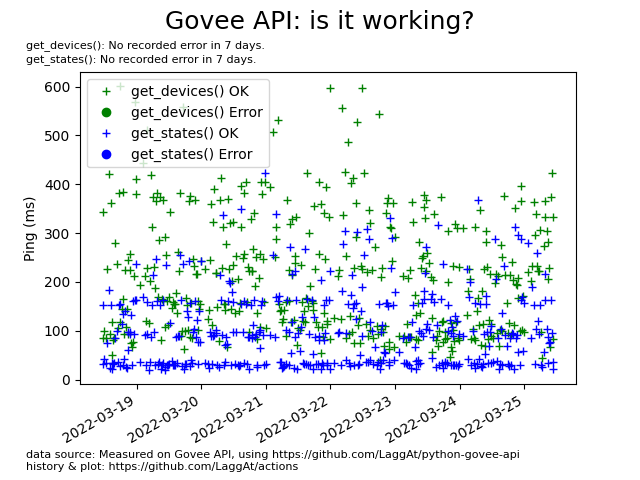 Govee API: is it working?
get_devices(): No recorded error in 7 days.
get_states(): No recorded error in 7 days.
get_devices() OK
get_devices() Error
get_states() OK
get_states() Error
Ping (ms)
600
500
400
300
200
100
0
2022-03-19
2022-03-20
2022-03-21
2022-03-22
2022-03-23
2022-03-24
2022-03-25
data source: Measured on Govee API, using https://github.com/LaggAt/python-govee-api
history & plot: https://github.com/LaggAt/actions